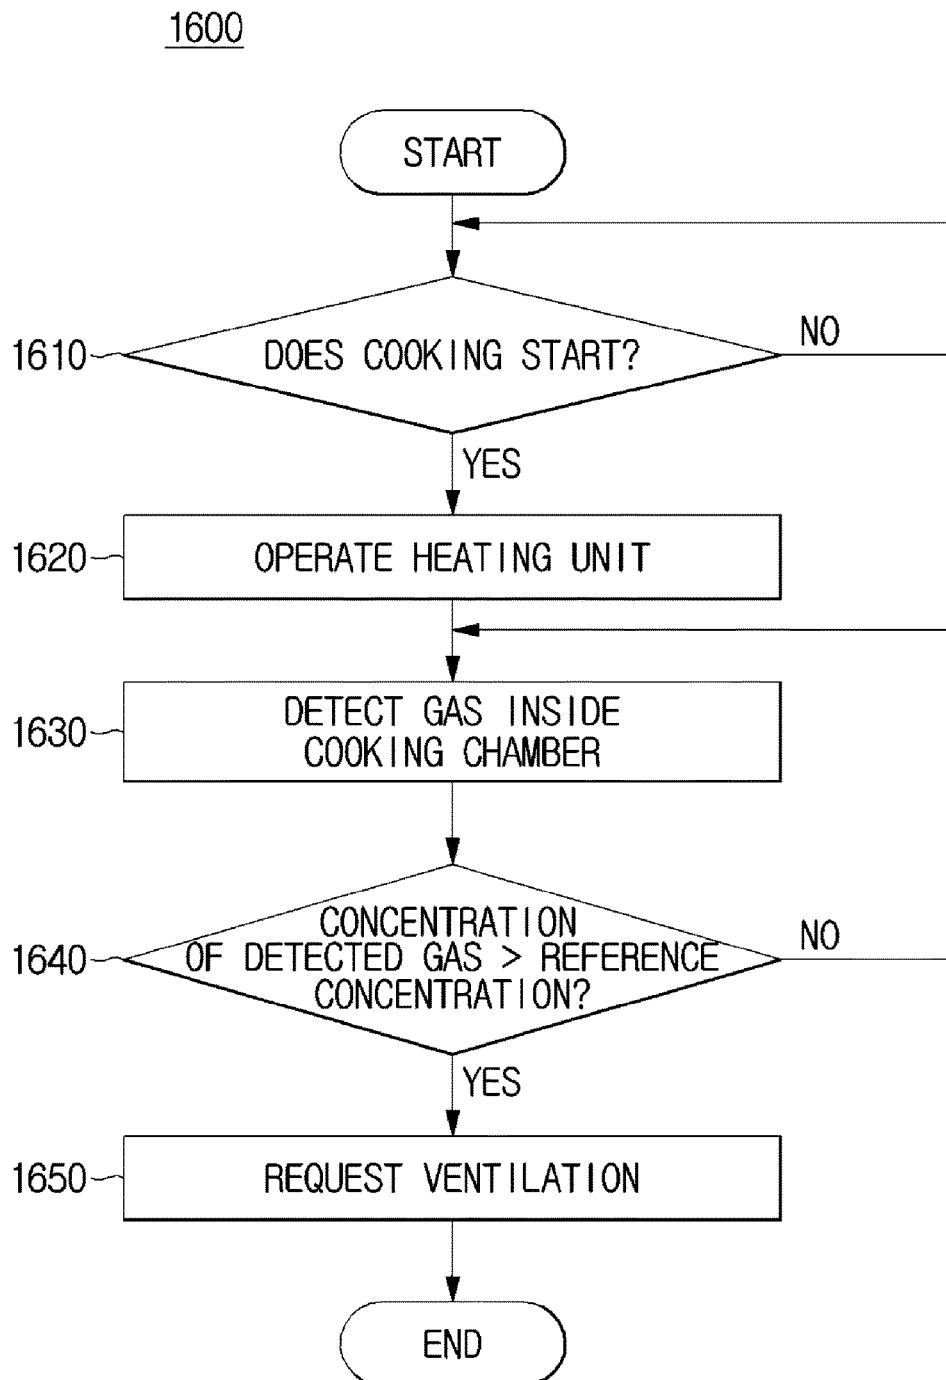 1600
START
1610
DOES COOKING START?
NO
YES
1620
OPERATE HEATING UNIT
1630
DETECT GAS INSIDE
COOKING CHAMBER
1640
CONCENTRATION
OF DETECTED GAS > REFERENCE
CONCENTRATION?
NO
YES
1650
REQUEST VENTILATION
END